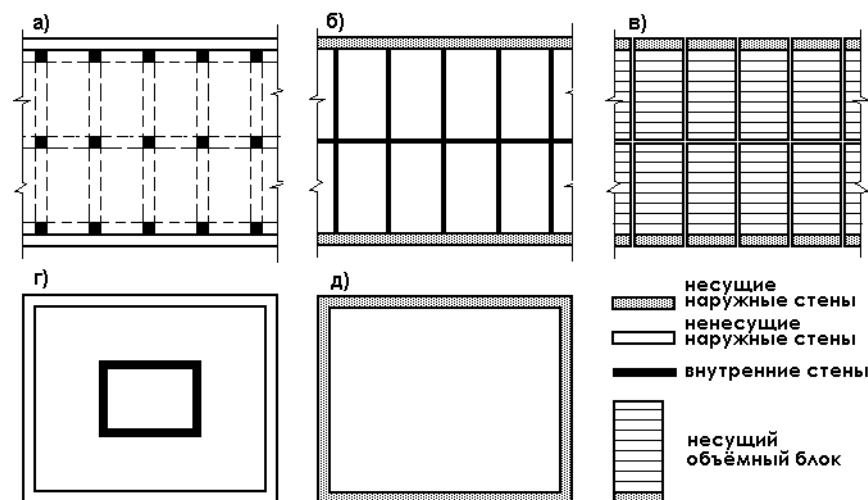 а)
б)
в)
г)
д)
несущие
наружные стены
ненесущие
наружные стены
внутренние стены
несущий
объёмный блок